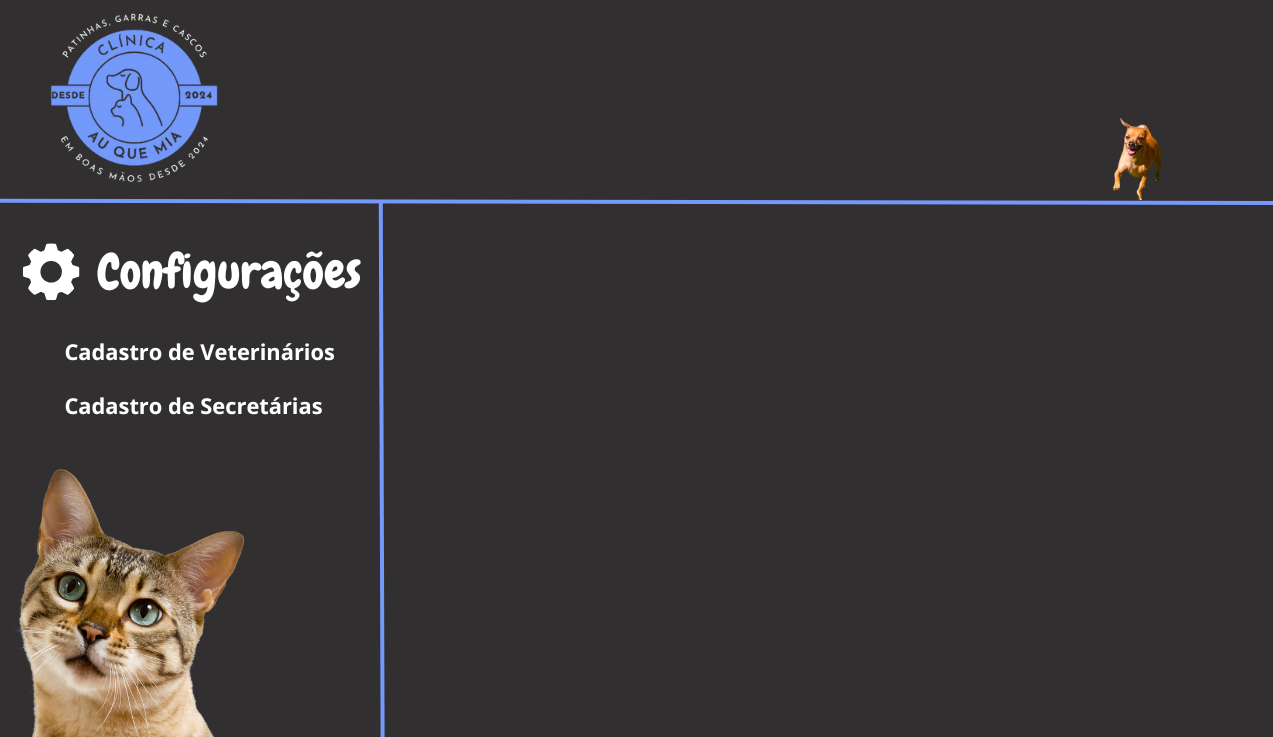 PATINHAS, GARRAS E CASCOS
CLÍNICA
DESDE 2024
AU QUE MIA
EM BOAS MÃOS DESDE 2024
Configurações
Cadastro de Veterinários
Cadastro de Secretárias